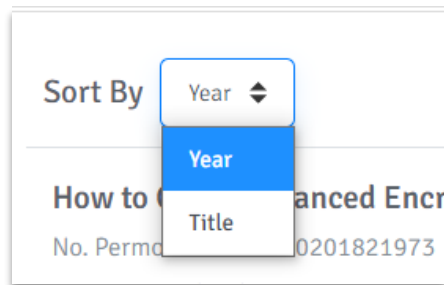 Sort By Year
Year
How to anced Encr
Title
No. Permo 0201821973